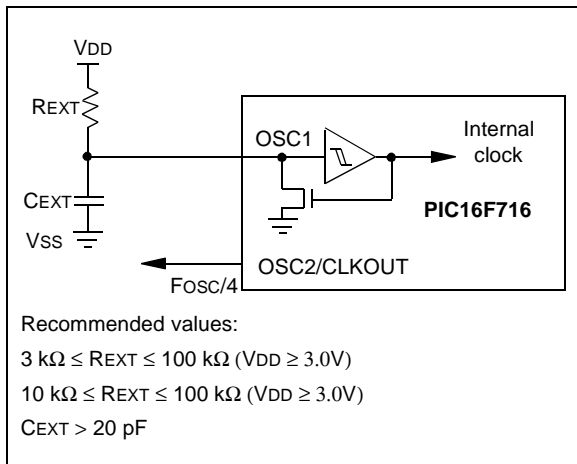 VDD
REXT
OSC1
Internal
clock
CEXT
PIC16F716
VSS
OSC2/CLKOUT
FOSC/4
Recommended values:
3 kΩ ≤ REXT ≤ 100 kΩ (VDD ≥ 3.0V)
10 kΩ ≤ REXT ≤ 100 kΩ (VDD ≥ 3.0V)
CEXT > 20 pF